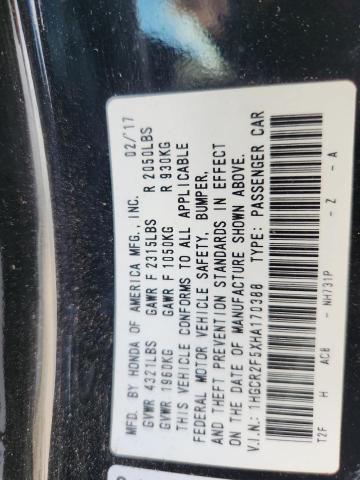 MFD. BY HONDA OF AMERICA MFG., INC. 02/17
GVWR 4321LBS GAWR F 2315LBS R 2050LBS
GVWR 1960KG GAWR F 1050KG R 930KG
THIS VEHICLE CONFORMS TO ALL APPLICABLE
FEDERAL MOTOR VEHICLE SAFETY, BUMPER,
AND THEFT PREVENTION STANDARDS IN EFFECT
ON THE DATE OF MANUFACTURE SHOWN ABOVE.
V.I.N.: 1HGCR2F5XHA170388 TYPE: PASSENGER CAR
T2F H AC8 - NH731P - Z - A